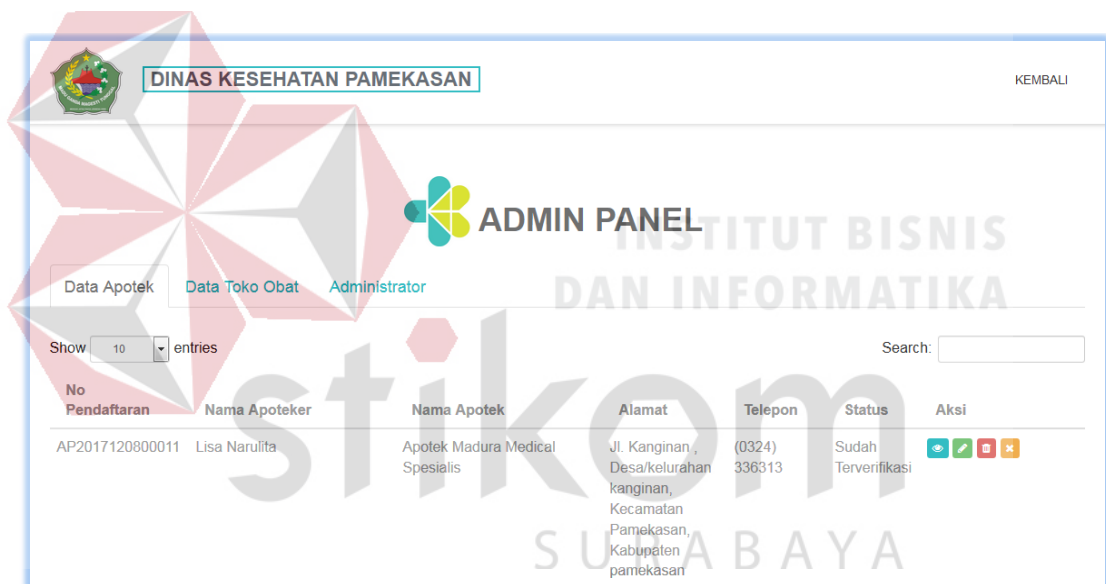 DINAS KESEHATAN PAMEKASAN
KEMBALI
ADMIN PANEL
INSTITUT BISNIS
DAN INFORMATIKA
Data Apotek Data Toko Obat Administrator
Show 10 entries Search:
No
Pendaftaran Nama Apoteker Nama Apotek Alamat Telepon Status Aksi
AP2017120800011 Lisa Narulita Apotek Madura Medical Jl. Kanginan , (0324) Sudah
Spesialis Desa/kelurahan 336313 Terverifikasi
kanginan,
Kecamatan
Pamekasan,
Kabupaten
pamekasan
stikom
SURABAYA